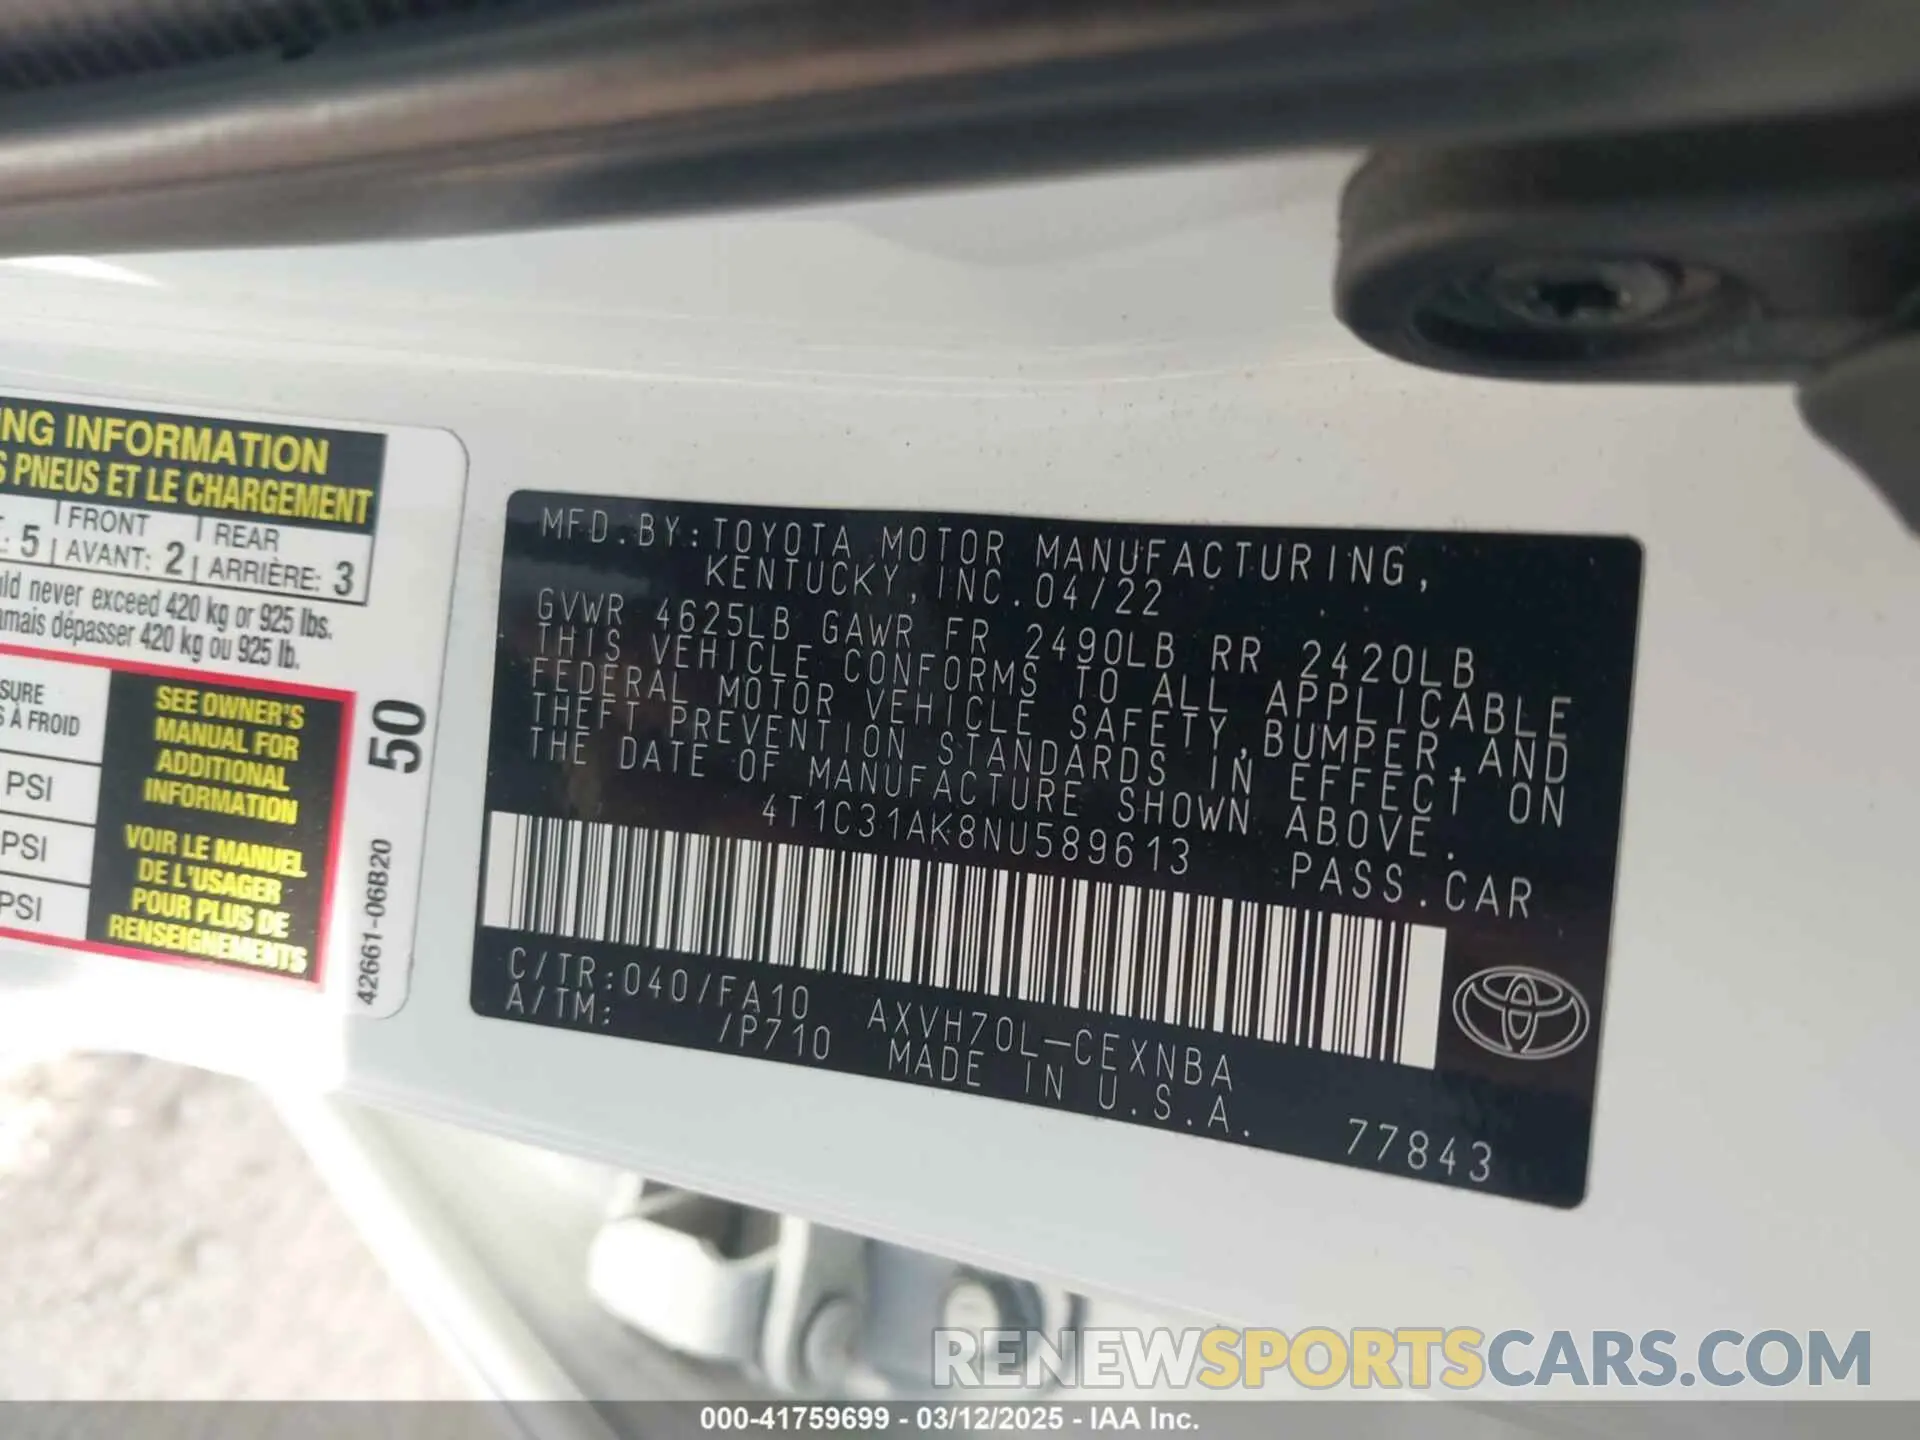 ING INFORMATION
S PNEUS ET LE CHARGEMENT
: 5 FRONT AVANT: 2 REAR ARRIÈRE: 3
uld never exceed 420 kg or 925 lbs.
amais dépasser 420 kg ou 925 lb.
SURE
S À FROID
PSI
PSI
PSI
SEE OWNER'S
MANUAL FOR
ADDITIONAL
INFORMATION
VOIR LE MANUEL
DE L'USAGER
POUR PLUS DE
RENSEIGNEMENTS
50
42661-06B20
MFD.BY:TOYOTA MOTOR MANUFACTURING,
KENTUCKY,INC.04/22
GVWR 4625LB GAWR FR 2490LB RR 2420LB
THIS VEHICLE CONFORMS TO ALL APPLICABLE
FEDERAL MOTOR VEHICLE SAFETY,BUMPER,AND
THEFT PREVENTION STANDARDS IN EFFECT ON
THE DATE OF MANUFACTURE SHOWN ABOVE.
4T1C31AK8NU589613 PASS.CAR
C/TR:040/FA10 AXVH70L-CEXNBA
A/TM: /P710 MADE IN U.S.A.
77843
RENEWSPORTSCARS.COM
000-41759699 - 03/12/2025 - IAA Inc.